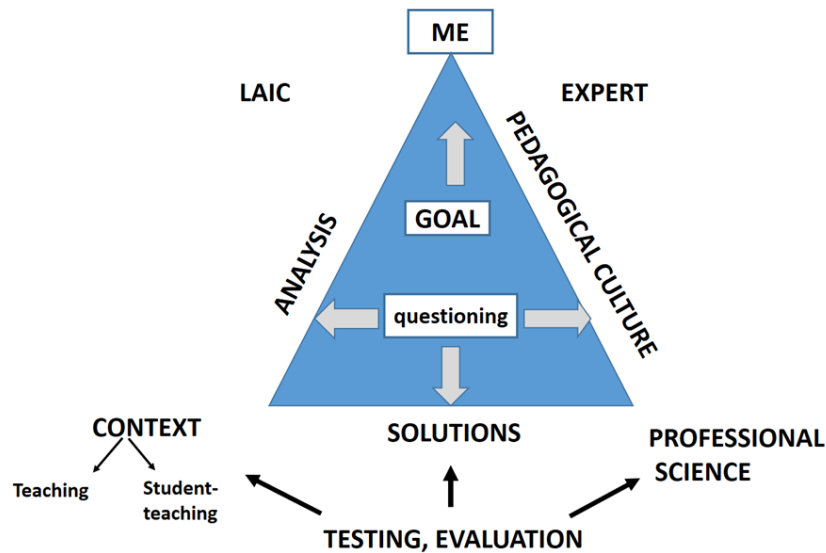 ME
LAIC
EXPERT
PEDAGOGICAL CULTURE
GOAL
ANALYSIS
questioning
CONTEXT
SOLUTIONS
PROFESSIONAL
SCIENCE
Teaching
Student-
teaching
TESTING, EVALUATION